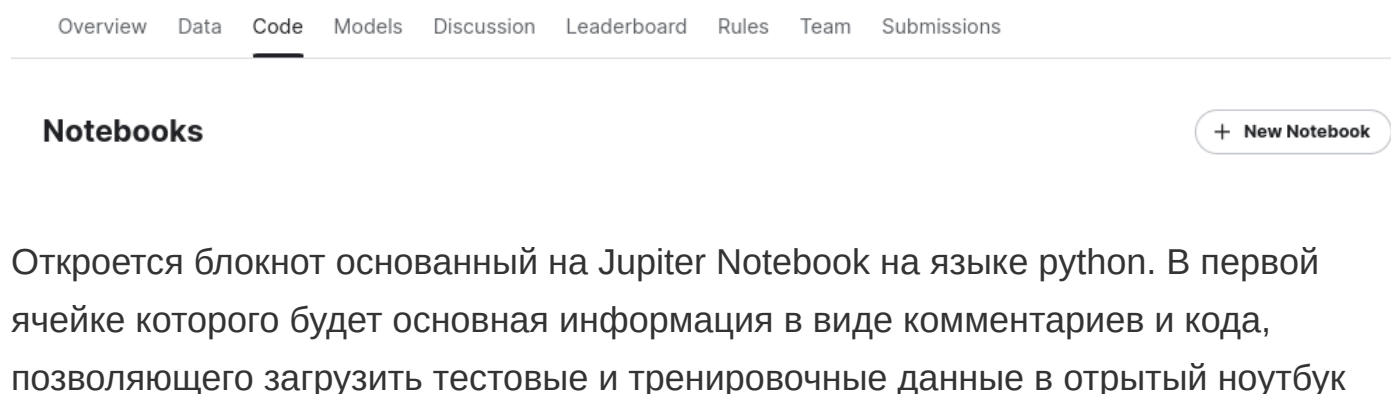 Overview Data Code Models Discussion Leaderboard Rules Team Submissions
Notebooks
+ New Notebook
Откроется блокнот основанный на Jupiter Notebook на языке python. В первой
ячейке которого будет основная информация в виде комментариев и кода,
позволяющего загрузить тестовые и тренировочные данные в отрытый ноутбук